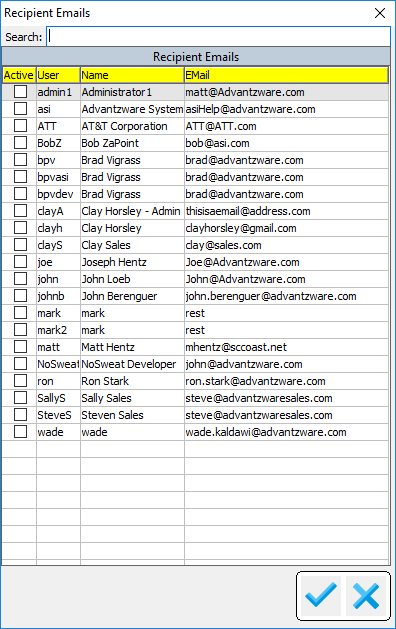 Recipient Emails
Search:
Recipient Emails
Active User Name EMail
admin1 Administrator1 matt@Advantzware.com
asi Advantzware System asiHelp@advantzware.com
ATT AT&T Corporation ATT@ATT.com
BobZ Bob ZaPoint bob@asi.com
bpv Brad Vigrass brad@advantzware.com
bpvasi Brad Vigrass brad@advantzware.com
bpvdev Brad Vigrass brad@advantzware.com
clayA Clay Horsley - Admin thisisaemail@address.com
clayh Clay Horsley clayhorsley@gmail.com
clayS Clay Sales clay@sales.com
joe Joseph Hentz Joe@Advantzware.com
john John Loeb John@Advantzware.com
johnb John Berenguer john.berenguer@advantzware.com
mark mark rest
mark2 mark rest
matt Matt Hentz mhentz@sccoast.net
NoSweat NoSweat Developer john@advantzware.com
ron Ron Stark ron.stark@advantzware.com
SallyS Sally Sales steve@advantzwaresales.com
SteveS Steven Sales steve@advantzwaresales.com
wade wade wade.kaldawi@advantzware.com